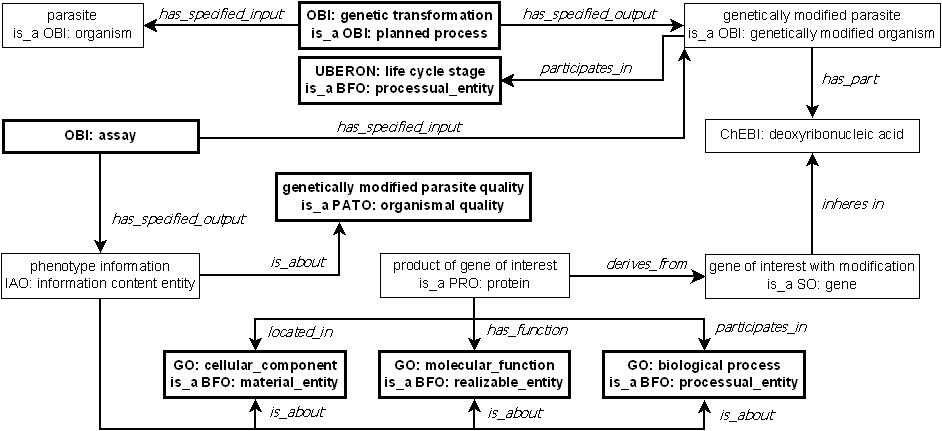 parasite
is_a OBI: organism
has_specified_input
OBI: genetic transformation
is_a OBI: planned process
has_specified_output
genetically modified parasite
is_a OBI: genetically modified organism
UBERON: life cycle stage
is_a BFO: processual_entity
participates_in
has_part
OBI: assay
has_specified_input
ChEBI: deoxyribonucleic acid
genetically modified parasite quality
is_a PATO: organismal quality
has_specified_output
inheres in
phenotype information
IAO: information content entity
is_about
product of gene of interest
is_a PRO: protein
derives_from
gene of interest with modification
is_a SO: gene
located_in
has_function
participates_in
GO: cellular_component
is_a BFO: material_entity
GO: molecular_function
is_a BFO: realizable_entity
GO: biological process
is_a BFO: processual_entity
is_about
is_about
is_about